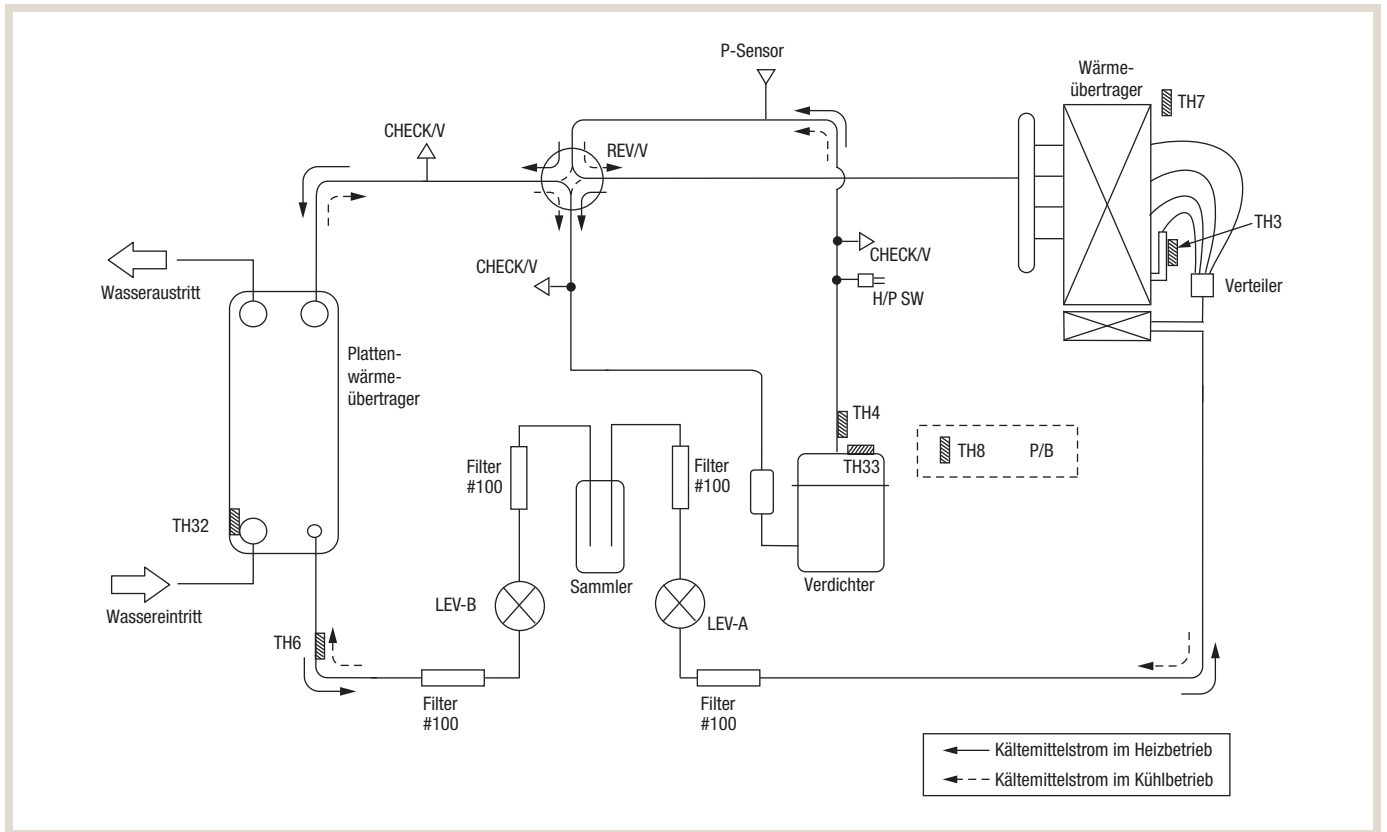 P-Sensor
Wärme-
übertrager
TH7
CHECK/V
REV/V
TH3
CHECK/V
CHECK/V
H/P SW
Wasseraustritt
Verteiler
Platten-
wärme-
übertrager
TH4
TH33
TH8
P/B
Filter
#100
Filter
#100
TH32
Sammler
Verdichter
LEV-B
LEV-A
Wassereintritt
TH6
Filter
#100
Filter
#100
Kältemittelstrom im Heizbetrieb
Kältemittelstrom im Kühlbetrieb